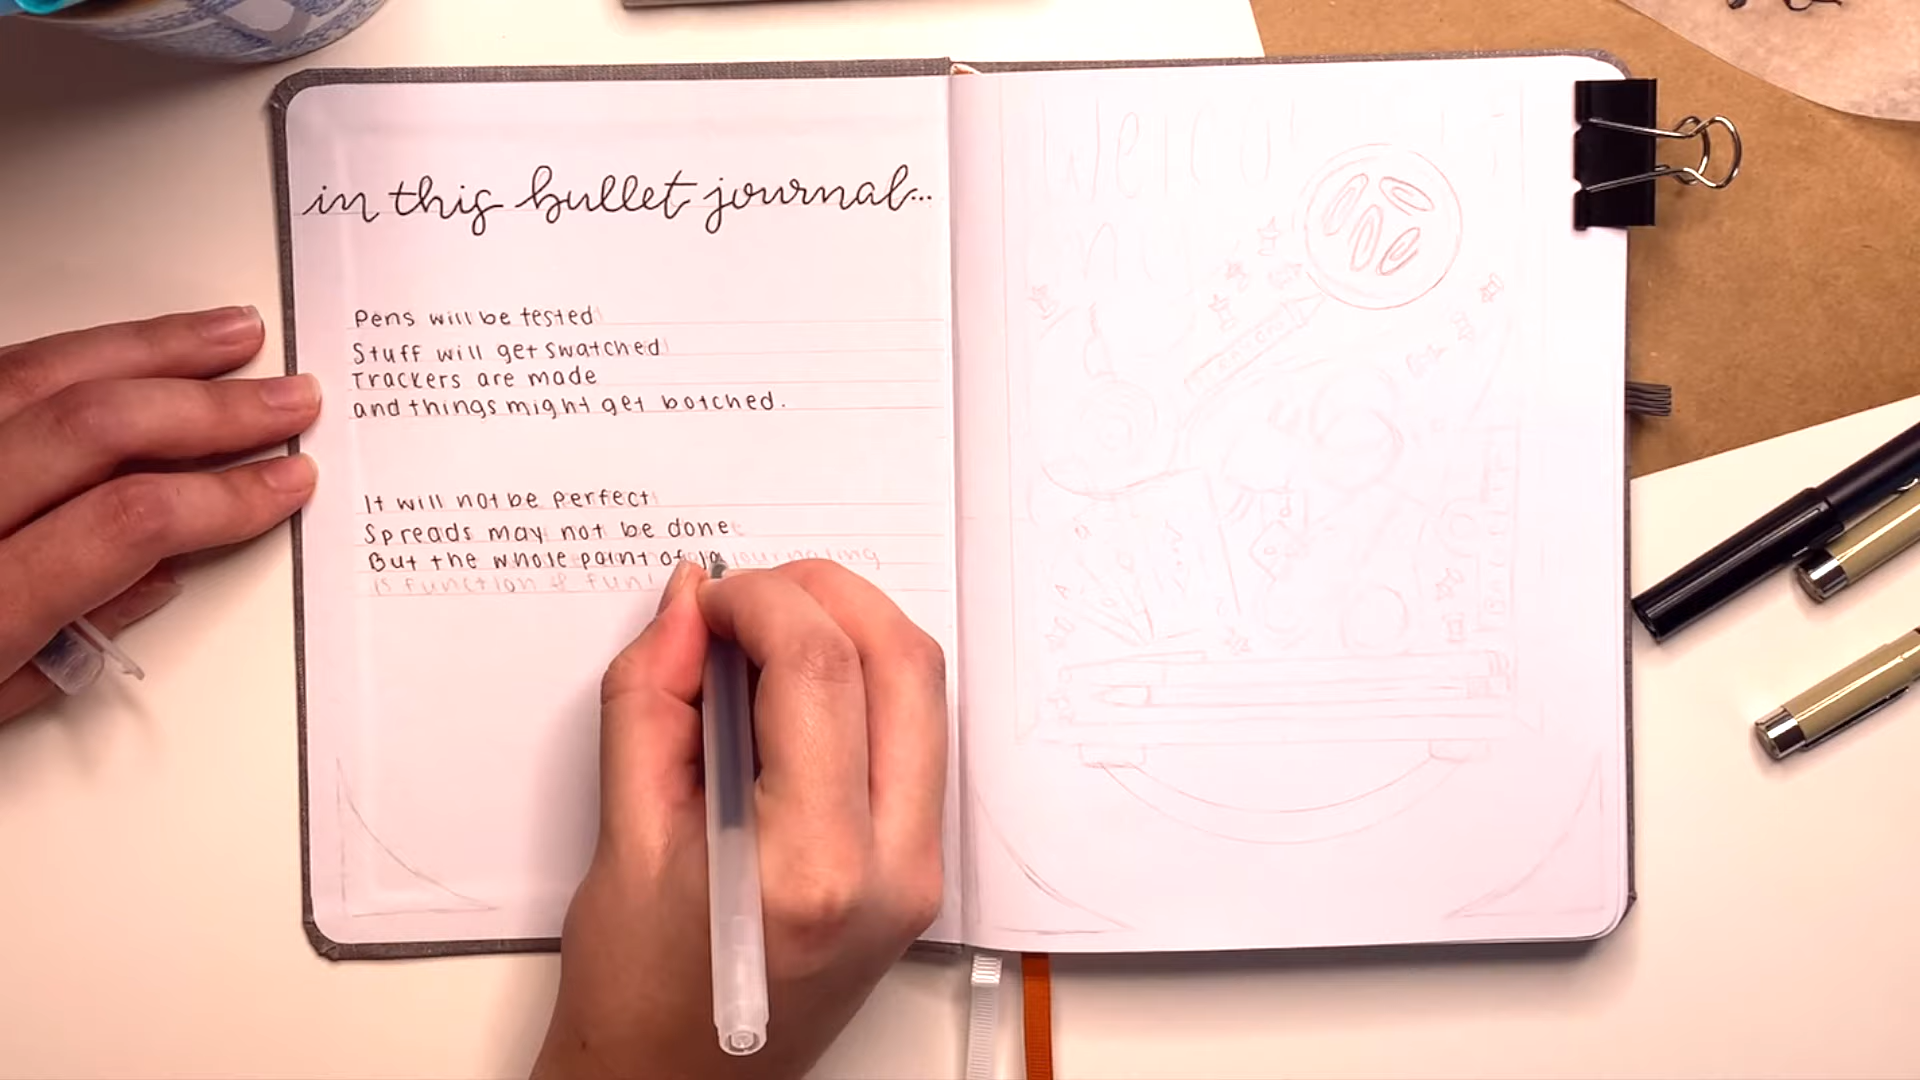 in this bullet journal...
Pens will be tested
Stuff will get swatched
Trackers are made
and things might get botched.
It will not be perfect
Spreads may not be done
But the whole point of journaling
is function & fun!